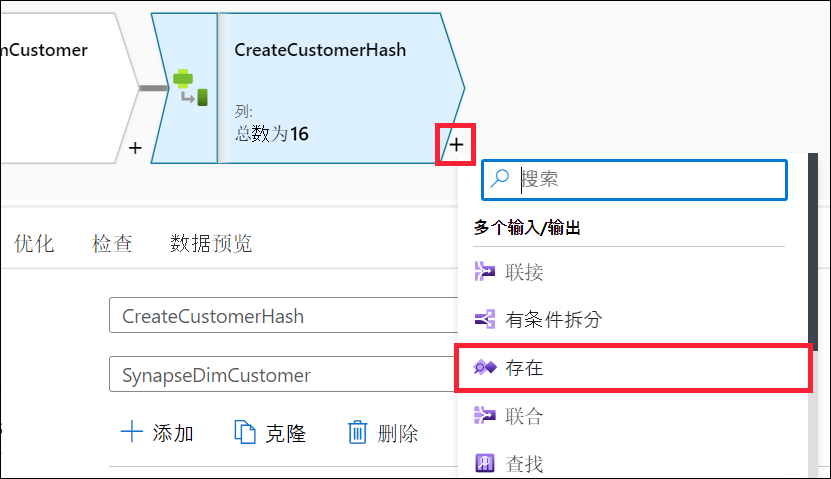 mCustomer
CreateCustomerHash
列:
总数为16
+
+
搜索
多个输入/输出
优化 检查 数据预览
联接
CreateCustomerHash
有条件拆分
存在
SynapseDimCustomer
联合
添加 克隆 删除
查找